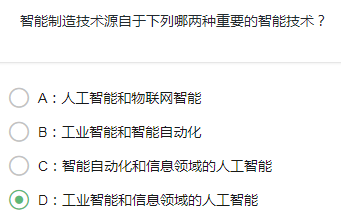 智能制造技术源自于下列哪两种重要的智能技术？
A：人工智能和物联网智能
B：工业智能和智能自动化
C：智能自动化和信息领域的人工智能
D：工业智能和信息领域的人工智能